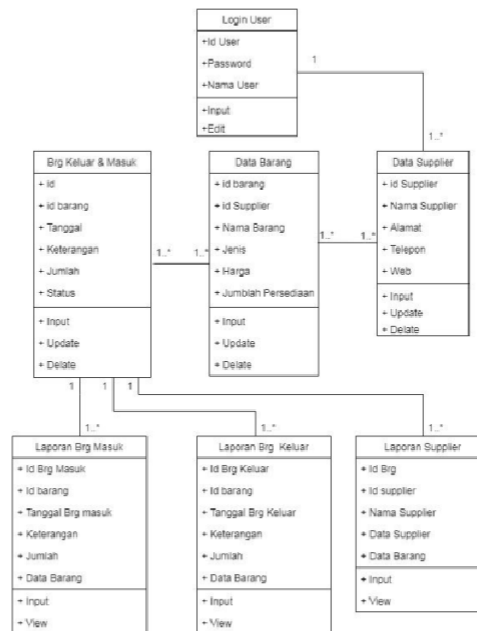 Login User
+Id User
+Password
+Nama User
+Input
+Edit
1
1..*
Brg Keluar & Masuk
+ id
+ id barang
+ Tanggal
+ Keterangan
+ Jumlah
+ Status
+ Input
+ Update
+ Delate
1..*
1..*
Data Barang
+ id barang
+ id Supplier
+ Nama Barang
+ Jenis
+ Harga
+ Jumblah Persediaan
+ Input
+ Update
+ Delate
1..*
1..*
Data Supplier
+ id Supplier
+ Nama Supplier
+ Alamat
+ Telepon
+ Web
+ Input
+ Update
+ Delate
1
1
1
1..*
1..*
1..*
Laporan Brg Masuk
+ Id Brg Masuk
+ Id barang
+ Tanggal Brg masuk
+ Keterangan
+ Jumlah
+ Data Barang
+ Input
+ View
Laporan Brg Keluar
+ Id Brg Keluar
+ Id barang
+ Tanggal Brg Keluar
+ Keterangan
+ Jumlah
+ Data Barang
+ Input
+ View
Laporan Supplier
+ Id Brg
+ Id supplier
+ Nama Supplier
+ Data Supplier
+ Data Barang
+ Input
+ View